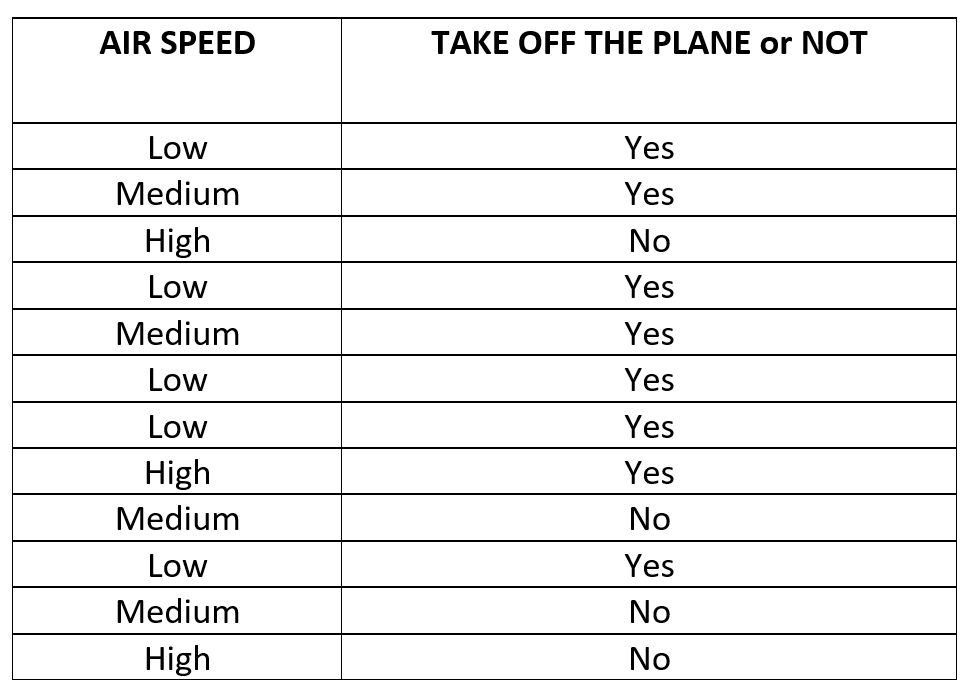 AIR SPEED TAKE OFF THE PLANE or NOT
Low Yes
Medium Yes
High No
Low Yes
Medium Yes
Low Yes
Low Yes
High Yes
Medium No
Low Yes
Medium No
High No